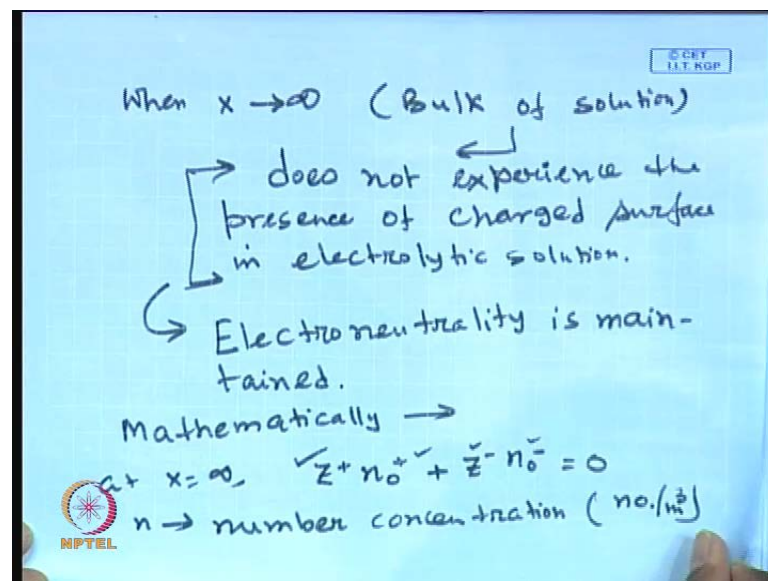 © CET
I.I.T. KGP
When x → ∞ (Bulk of solution)
does not experience the
presence of charged surface
in electrolytic solution.
Electroneutrality is main-
tained.
Mathematically →
at x = ∞, z⁺ n₀⁺ + z⁻ n₀⁻ = 0
n → number concentration (no./m³)
NPTEL